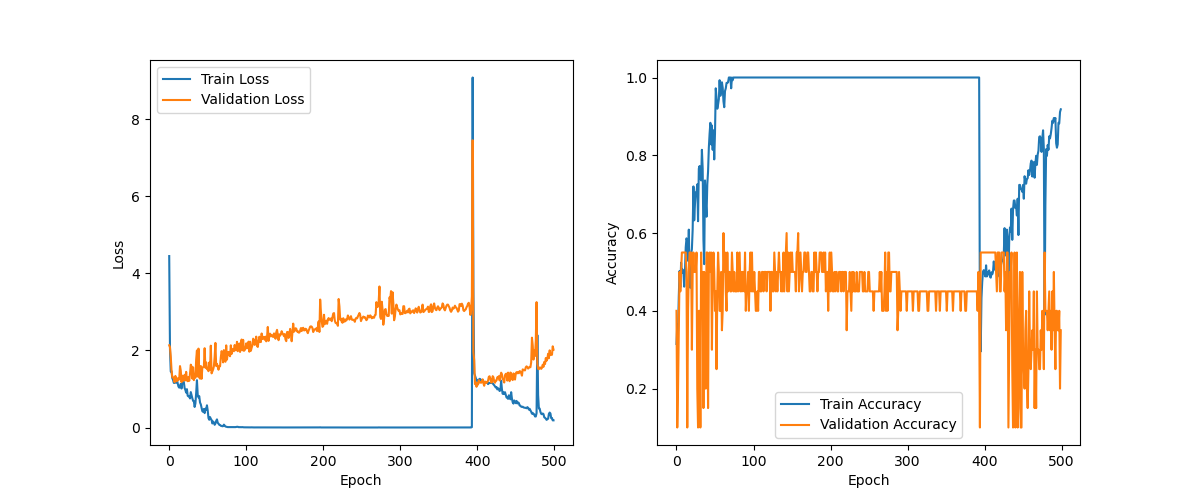 Train Loss
Validation Loss
8
6
4
2
0
Loss
0 100 200 300 400 500
Epoch
1.0
0.8
0.6
0.4
0.2
Accuracy
Train Accuracy
Validation Accuracy
0 100 200 300 400 500
Epoch